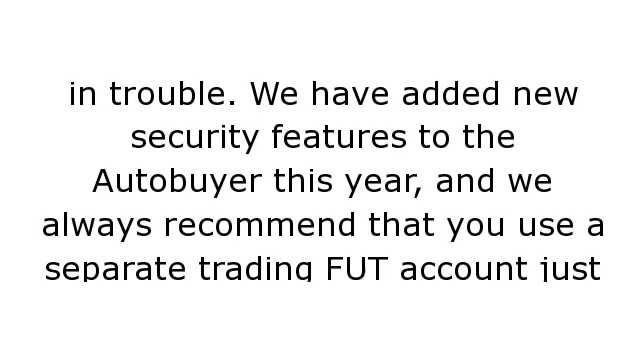 in trouble. We have added new
security features to the
Autobuyer this year, and we
always recommend that you use a
separate trading FUT account just